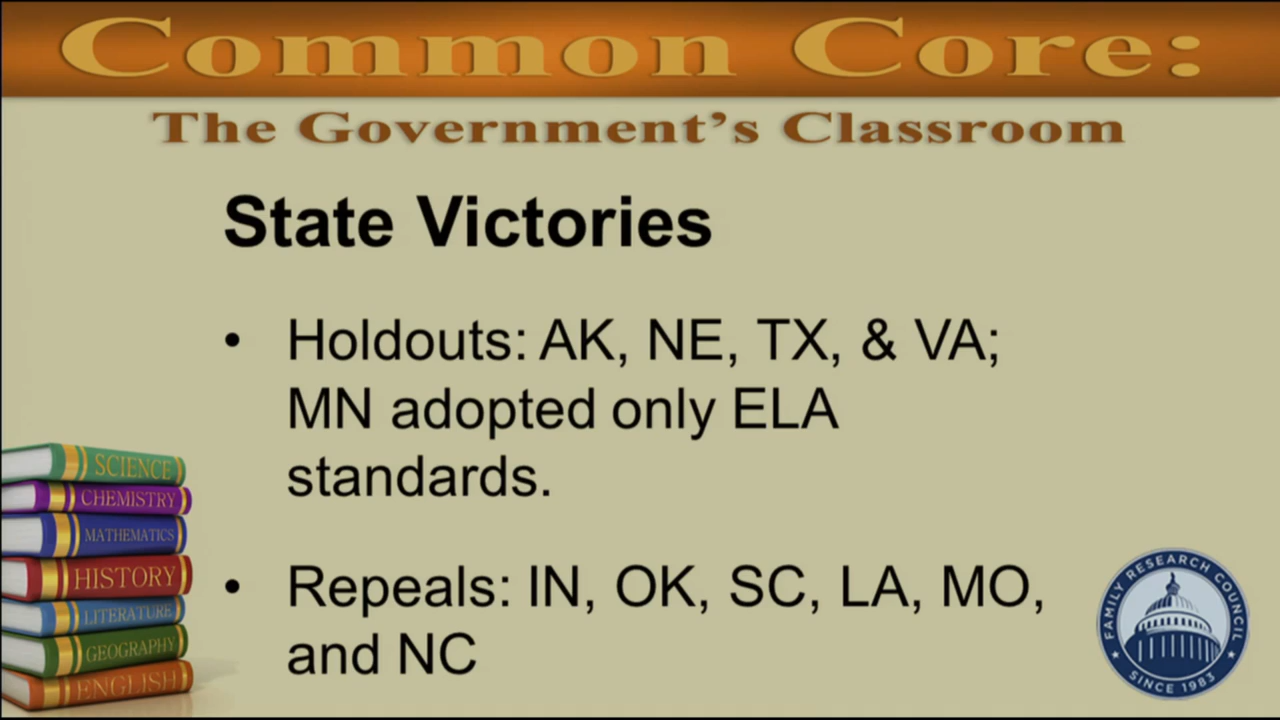 Common Core:
The Government's Classroom
State Victories
• Holdouts: AK, NE, TX, & VA;
MN adopted only ELA
standards.
• Repeals: IN, OK, SC, LA, MO,
and NC
SCIENCE
CHEMISTRY
MATHEMATICS
HISTORY
LITERATURE
GEOGRAPHY
ENGLISH
FAMILY RESEARCH COUNCIL
SINCE 1983